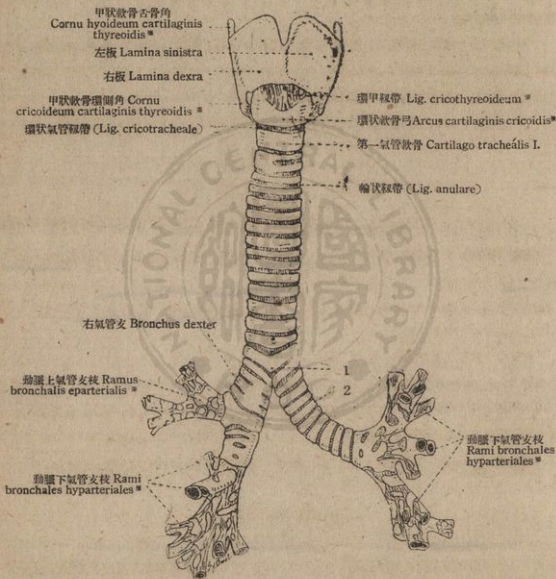 甲狀軟骨舌骨角
Cornu hyoideum cartilaginis
thyreoidis※
左板 Lamina sinistra
右板 Lamina dexra
甲狀軟骨環側角 Cornu
cricoideum cartilaginis thyreoidis※
環狀氣管靱帶 (Lig. cricotracheale)
環甲靱帶 Lig. cricothyreoideum※
環狀軟骨弓 Arcus cartilaginis cricoidis※
第一氣管軟骨 Cartilago tracheális I.
輪狀靱帶 (Lig. anulare)
NATIONAL CENTRAL LIBRARY
右氣管支 Bronchus dexter
1
2
動脈上氣管支枝 Ramus
bronchalis eparterialis※
動脈下氣管支枝 Rami
bronchales hyparteriales※
動脈下氣管支枝
Rami bronchales
hyparteriales※